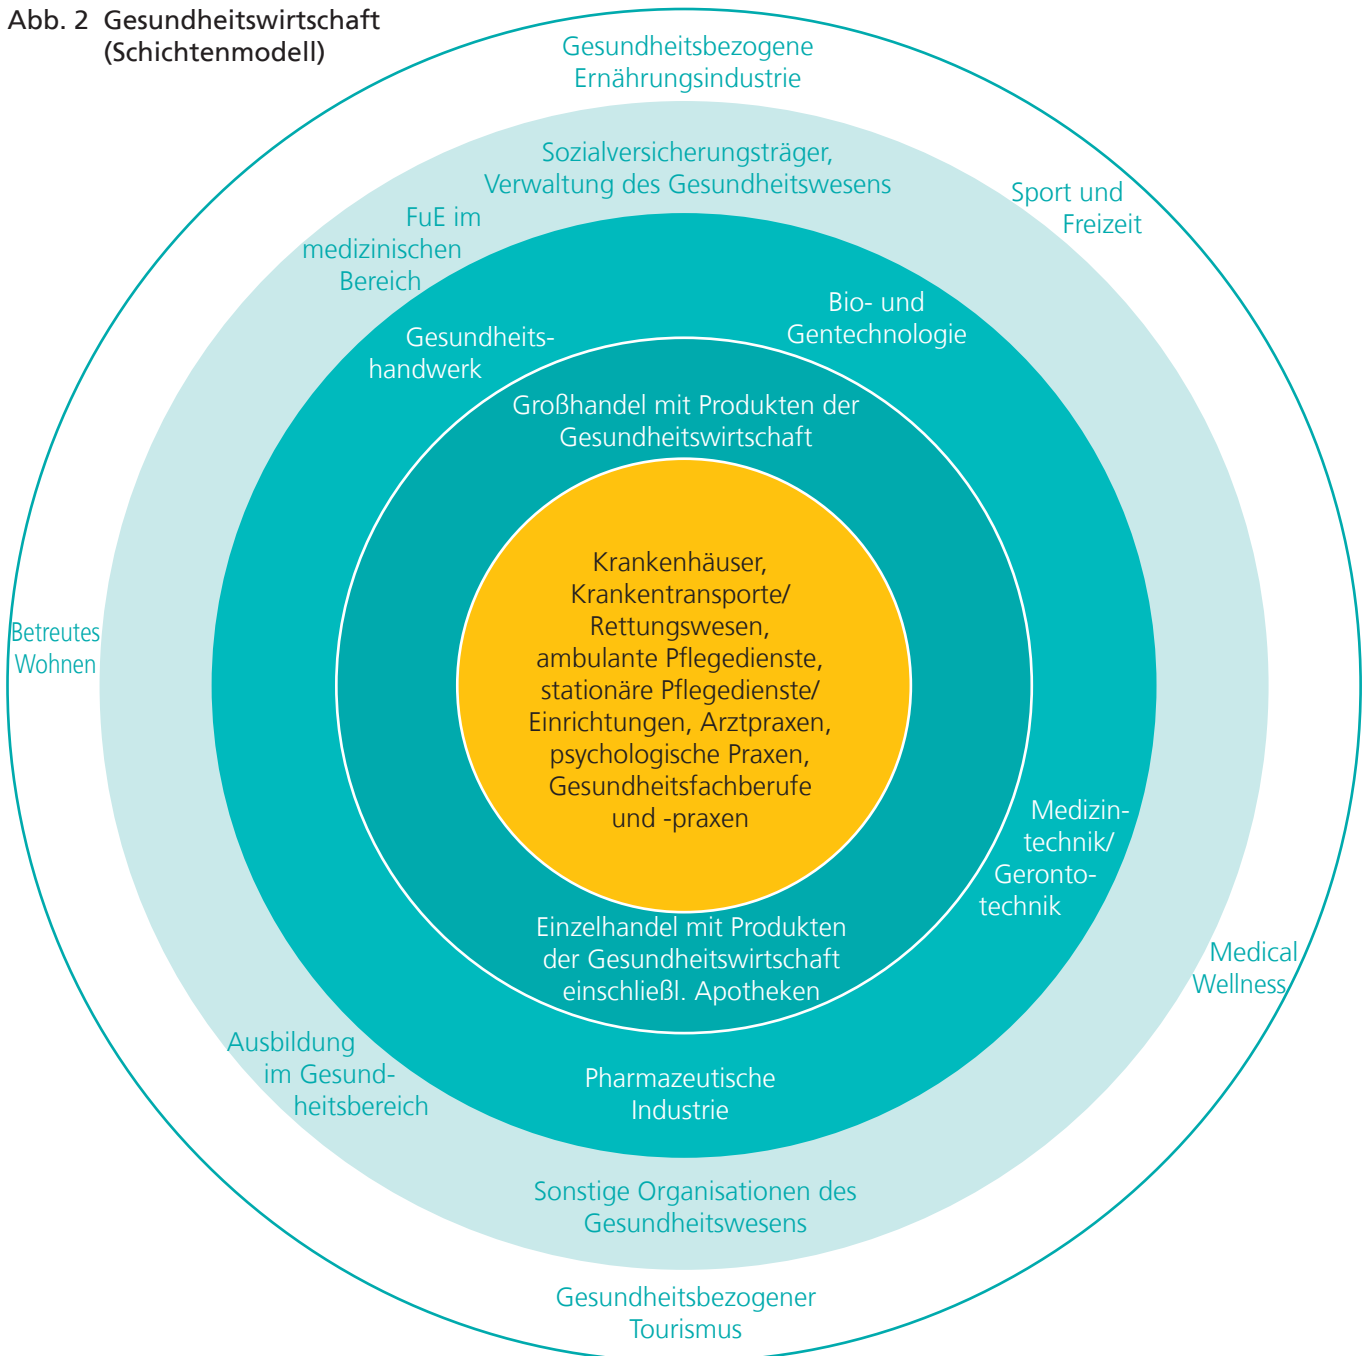 Abb. 2 Gesundheitswirtschaft
(Schichtenmodell)
Gesundheitsbezogene
Ernährungsindustrie
Sozialversicherungsträger,
Verwaltung des Gesundheitswesens
Sport und
Freizeit
FuE im
medizinischen
Bereich
Bio- und
Gentechnologie
Gesundheits-
handwerk
Großhandel mit Produkten der
Gesundheitswirtschaft
Krankenhäuser,
Krankentransporte/
Rettungswesen,
ambulante Pflegedienste,
stationäre Pflegedienste/
Einrichtungen, Arztpraxen,
psychologische Praxen,
Gesundheitsfachberufe
und -praxen
Betreutes
Wohnen
Medizin-
technik/
Geronto-
technik
Einzelhandel mit Produkten
der Gesundheitswirtschaft
einschließl. Apotheken
Medical
Wellness
Ausbildung
im Gesund-
heitsbereich
Pharmazeutische
Industrie
Sonstige Organisationen des
Gesundheitswesens
Gesundheitsbezogener
Tourismus